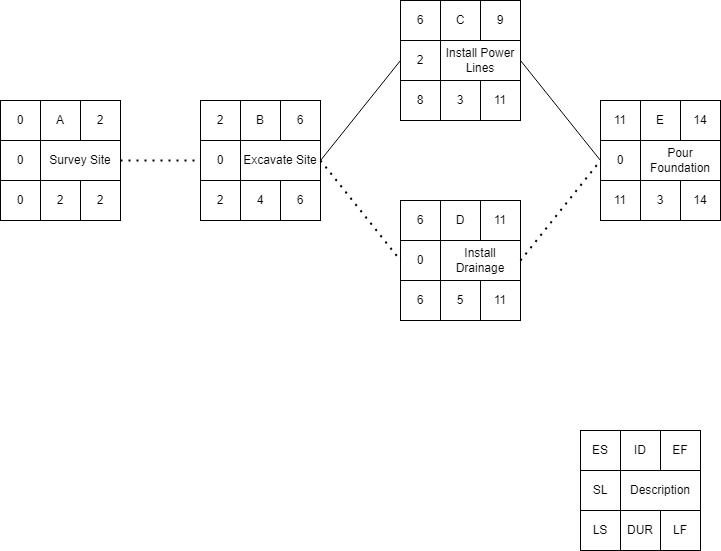 6 C 9
2 Install Power
Lines
8 3 11
0 A 2
0 Survey Site
0 2 2
2 B 6
0 Excavate Site
2 4 6
11 E 14
0 Pour
Foundation
11 3 14
6 D 11
0 Install
Drainage
6 5 11
ES ID EF
SL Description
LS DUR LF